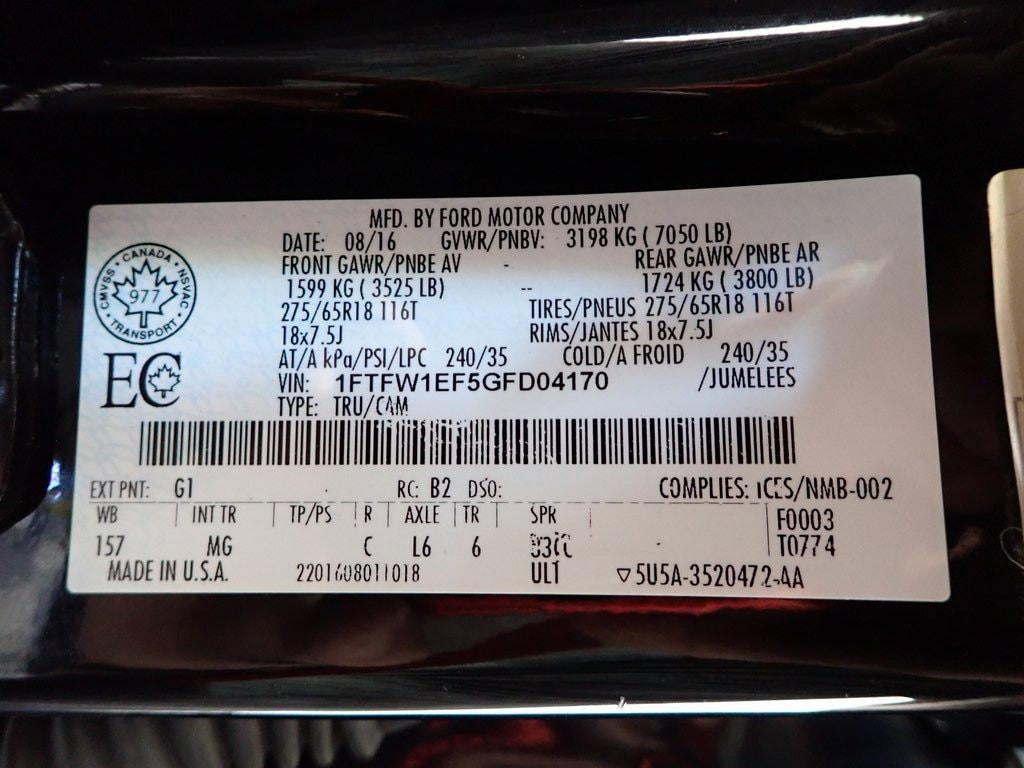 MFD. BY FORD MOTOR COMPANY
DATE: 08/16 GVWR/PNBV: 3198 KG ( 7050 LB)
FRONT GAWR/PNBE AV - REAR GAWR/PNBE AR
1599 KG ( 3525 LB) -- 1724 KG ( 3800 LB)
275/65R18 116T TIRES/PNEUS 275/65R18 116T
18x7.5J RIMS/JANTES 18x7.5J
AT/A kPa/PSI/LPC 240/35 COLD/A FROID 240/35
VIN: 1FTFW1EF5GFD04170 /JUMELEES
TYPE: TRU/CAM
CANADA · NSVAC · TRANSPORT · CMVSS ·
977
EC
EXT PNT: G1 RC: B2 DSO: COMPLIES: ICES/NMB-002
WB | INT TR | TP/PS | R | AXLE | TR | SPR | F0003
157 MG C L6 6 T0774
MADE IN U.S.A. 2201608011018 ULT ▽5U5A-3520472-AA